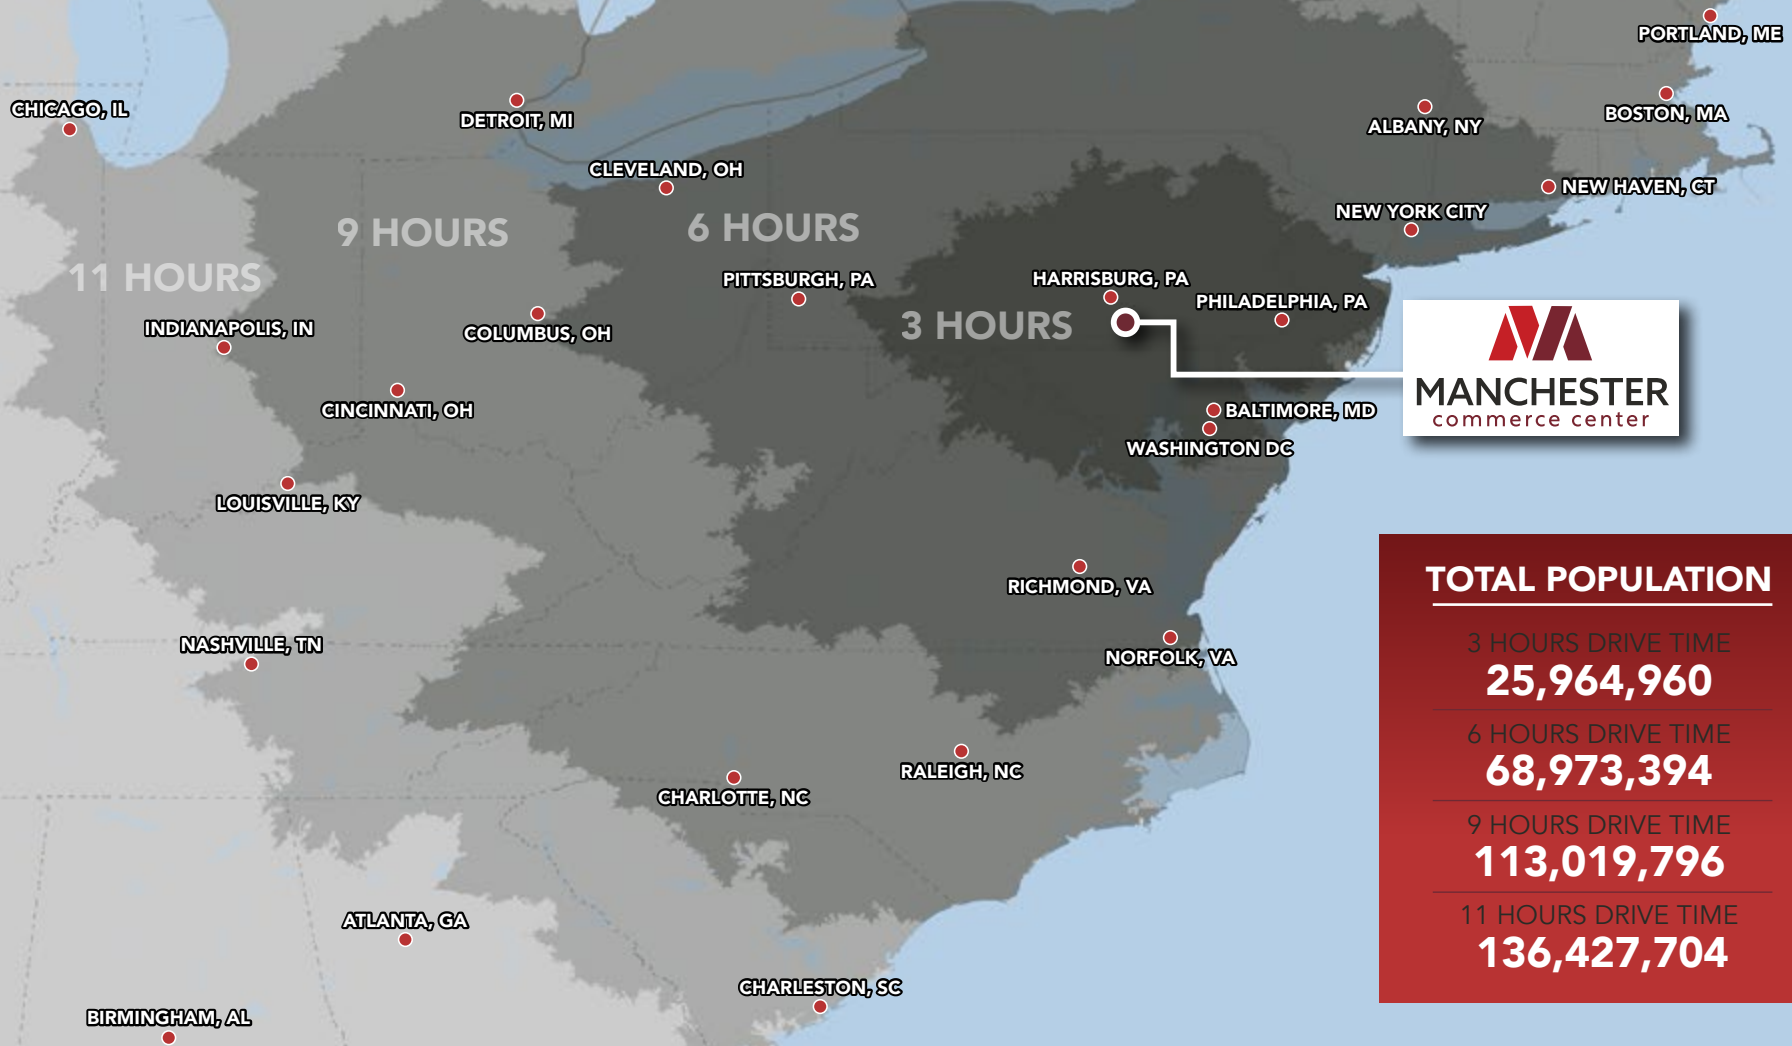 PORTLAND, ME
CHICAGO, IL
DETROIT, MI
BOSTON, MA
ALBANY, NY
CLEVELAND, OH
NEW HAVEN, CT
NEW YORK CITY
9 HOURS
6 HOURS
11 HOURS
PITTSBURGH, PA
HARRISBURG, PA
PHILADELPHIA, PA
3 HOURS
INDIANAPOLIS, IN
COLUMBUS, OH
MANCHESTER
commerce center
CINCINNATI, OH
BALTIMORE, MD
WASHINGTON DC
LOUISVILLE, KY
RICHMOND, VA
NASHVILLE, TN
NORFOLK, VA
RALEIGH, NC
CHARLOTTE, NC
ATLANTA, GA
CHARLESTON, SC
BIRMINGHAM, AL
TOTAL POPULATION
3 HOURS DRIVE TIME
25,964,960
6 HOURS DRIVE TIME
68,973,394
9 HOURS DRIVE TIME
113,019,796
11 HOURS DRIVE TIME
136,427,704